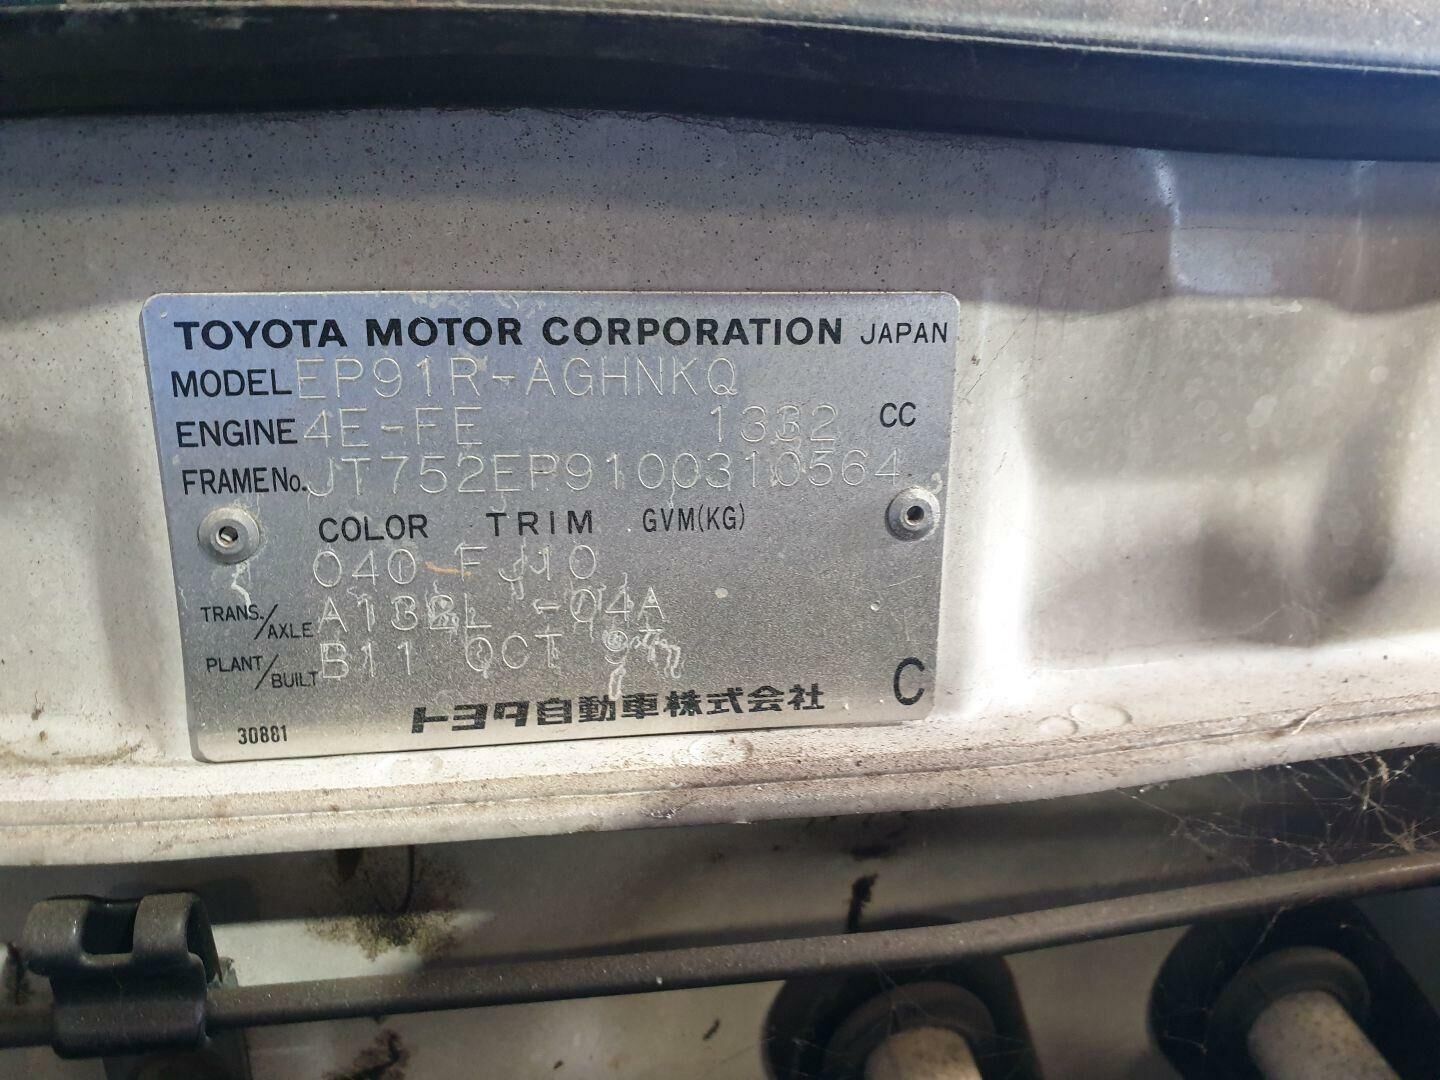 TOYOTA MOTOR CORPORATION JAPAN
MODEL EP91R-AGHNKQ
ENGINE 4E-FE 1332 CC
FRAME No. JT752EP9100310564
COLOR TRIM GVM(KG)
040-FJ10
TRANS./AXLE A132L -04A
PLANT/BUILT B11 OCT
トヨタ自動車株式会社 C
30881